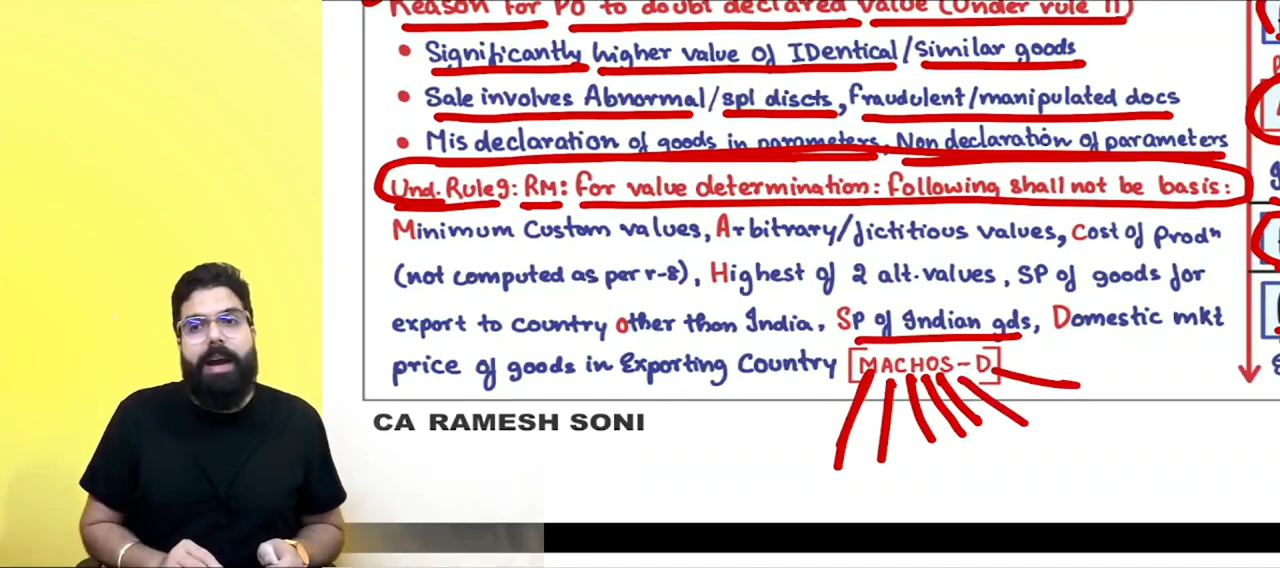 Reason for PO to doubt declared value (Under rule 11)
• Significantly higher value of IDentical/Similar goods
• Sale involves Abnormal/spl discts, fraudulent/manipulated docs
• Mis declaration of goods in parameters, Non declaration of parameters
Und. Rule9: RM: for value determination: following shall not be basis:
Minimum Custom values, Arbitrary/fictitious values, Cost of prodn
(not computed as per r-8), Highest of 2 alt. values, SP of goods for
export to country other than India, SP of Indian gds, Domestic mkt
price of goods in Exporting Country [MACHOS-D]
CA RAMESH SONI